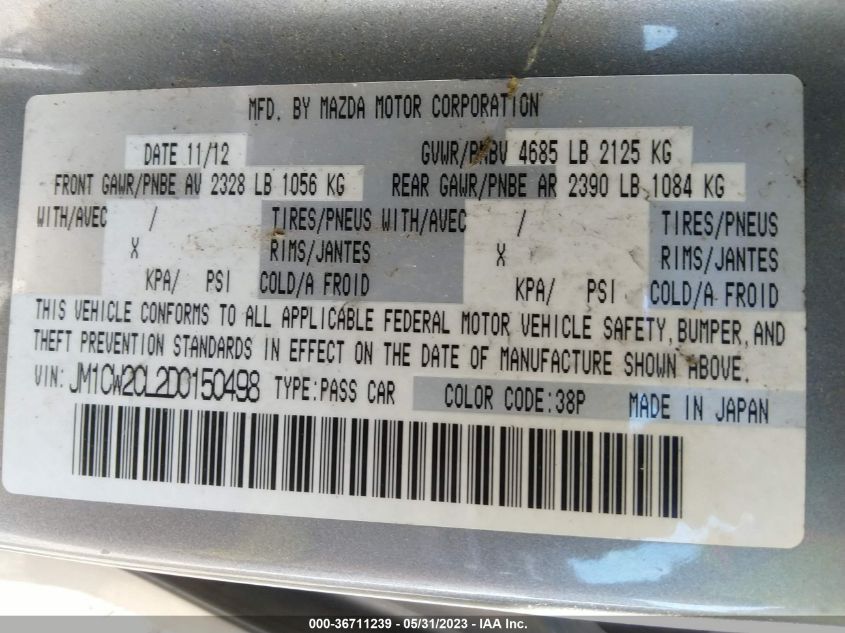 MFD. BY MAZDA MOTOR CORPORATION
DATE 11/12 GVWR/PNBV 4685 LB 2125 KG
FRONT GAWR/PNBE AV 2328 LB 1056 KG REAR GAWR/PNBE AR 2390 LB 1084 KG
WITH/AVEC / TIRES/PNEUS WITH/AVEC / TIRES/PNEUS
X RIMS/JANTES X RIMS/JANTES
KPA/ PSI COLD/A FROID KPA/ PSI COLD/A FROID
THIS VEHICLE CONFORMS TO ALL APPLICABLE FEDERAL MOTOR VEHICLE SAFETY, BUMPER, AND
THEFT PREVENTION STANDARDS IN EFFECT ON THE DATE OF MANUFACTURE SHOWN ABOVE.
VIN: JM1CW2CL2D0150498 TYPE: PASS CAR COLOR CODE: 38P MADE IN JAPAN
000-36711239 - 05/31/2023 - IAA Inc.